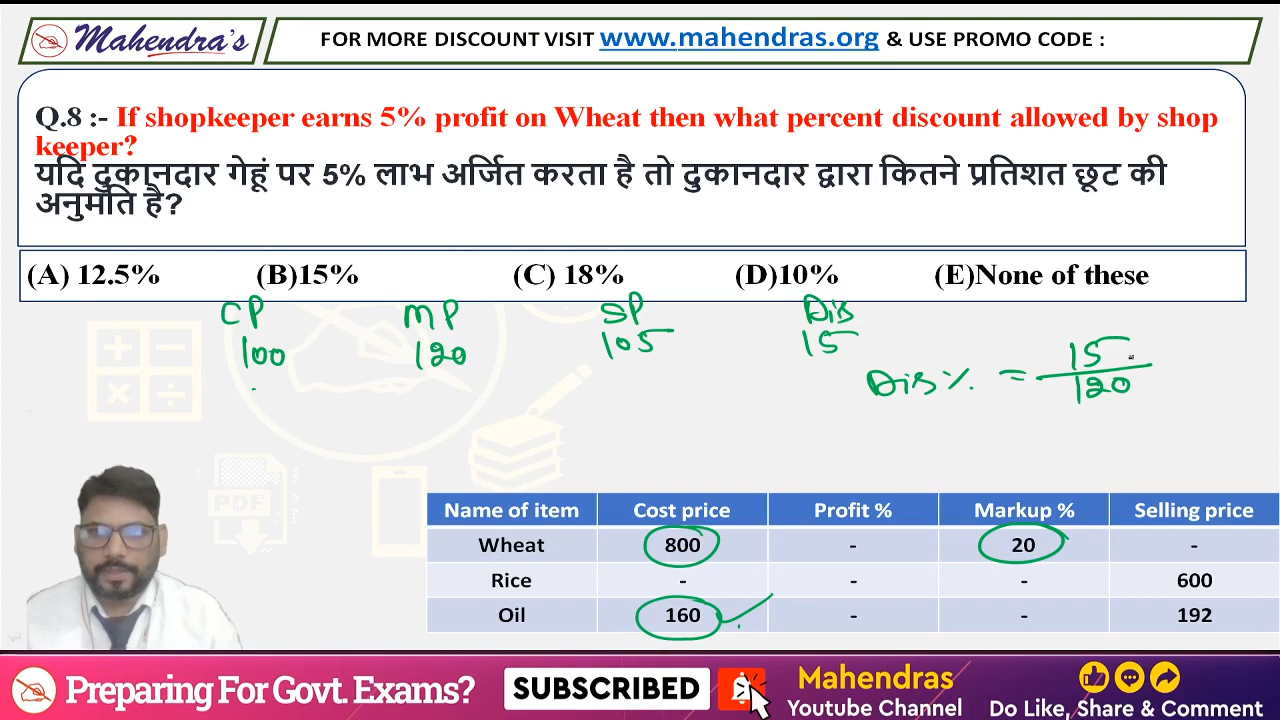 Mahendra's
FOR MORE DISCOUNT VISIT www.mahendras.org & USE PROMO CODE :
Q.8 :- If shopkeeper earns 5% profit on Wheat then what percent discount allowed by shop
keeper?
यदि दुकानदार गेहूं पर 5% लाभ अर्जित करता है तो दुकानदार द्वारा कितने प्रतिशत छूट की
अनुमति है?
(A) 12.5% (B)15% (C) 18% (D)10% (E)None of these
CP MP SP Dis
100 120 105 15
Dis% = 15/120
PDF
Name of item Cost price Profit % Markup % Selling price
Wheat 800 - 20 -
Rice - - - 600
Oil 160 - - 192
Preparing For Govt. Exams? SUBSCRIBED Mahendras
Youtube Channel Do Like, Share & Comment